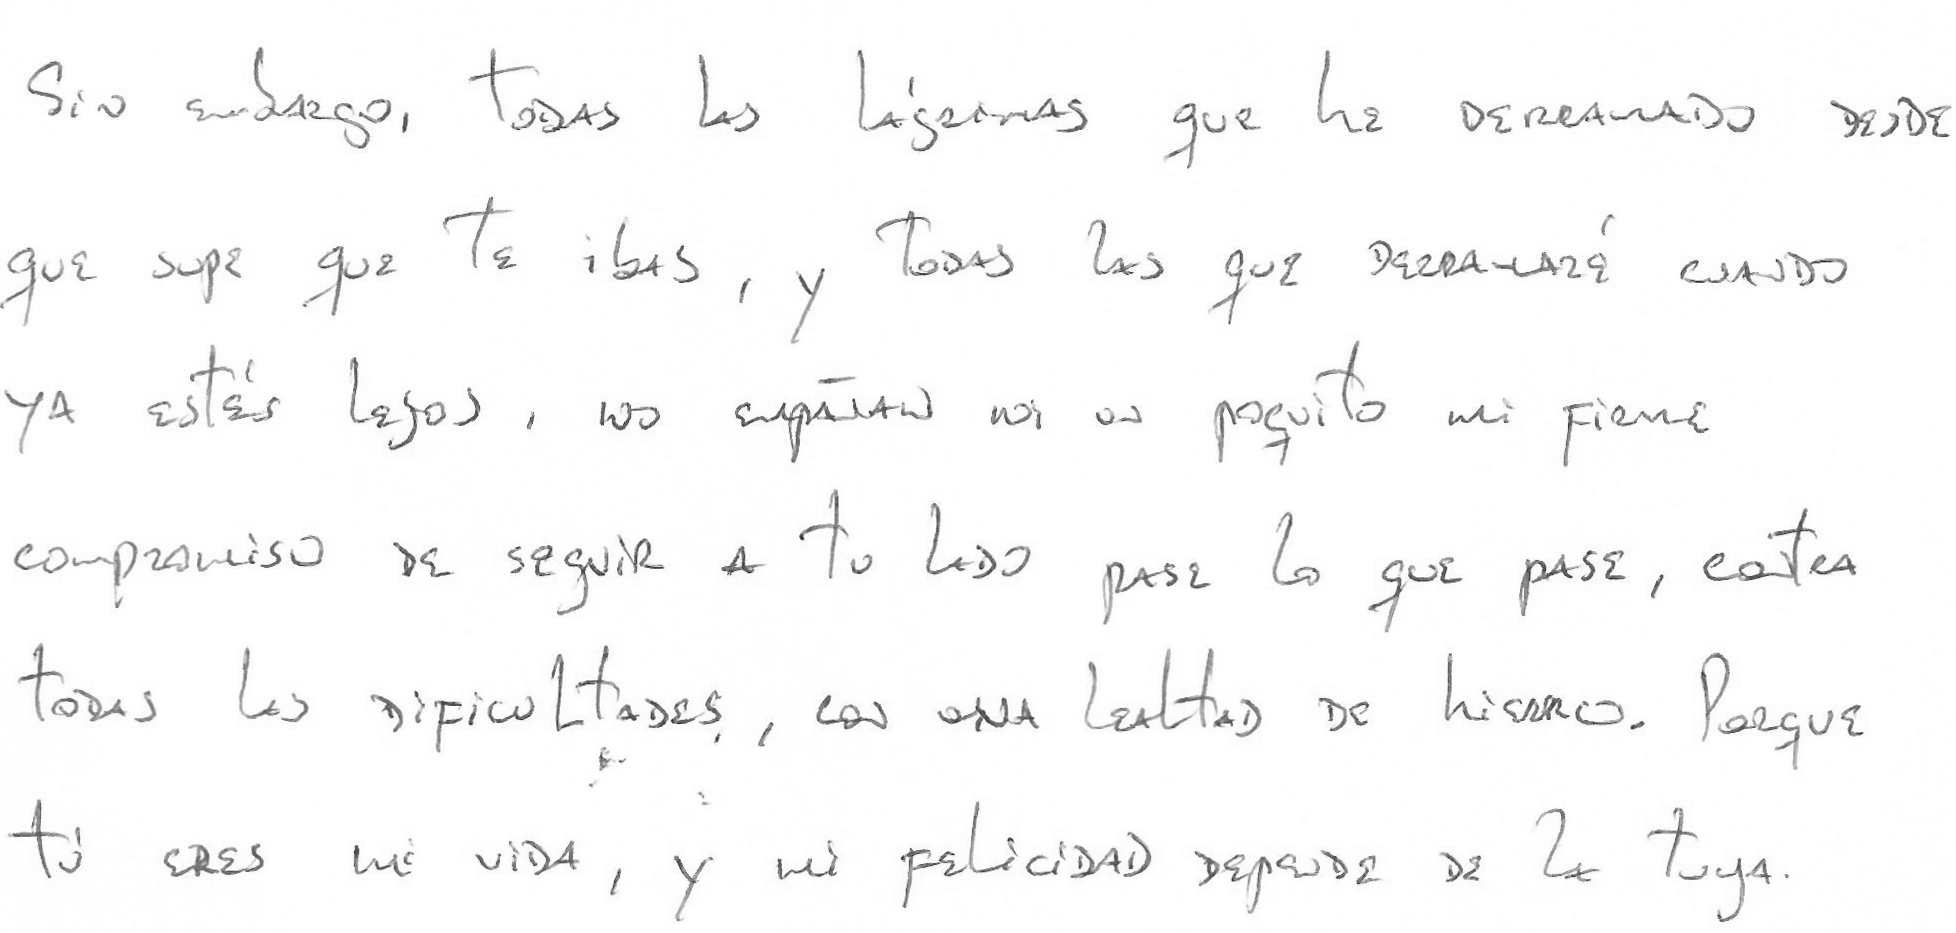 Sin embargo, todas las lágrimas que he derramado desde
que supe que te ibas, y todas las que derramaré cuando
ya estés lejos, no empañan ni un poquito mi firme
compromiso de seguir a tu lado pase lo que pase, contra
todas las dificultades, con una lealtad de hierro. Porque
tú eres mi vida, y mi felicidad depende de la tuya.